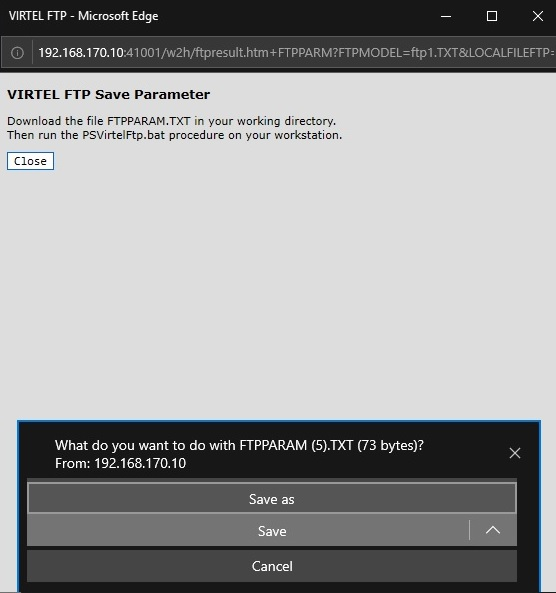 VIRTEL FTP - Microsoft Edge
192.168.170.10:41001/w2h/ftpresult.htm+FTPPARM?FTPMODEL=ftp1.TXT&LOCALFILEFTP=
VIRTEL FTP Save Parameter
Download the file FTPPARAM.TXT in your working directory.
Then run the PSVirtelFtp.bat procedure on your workstation.
Close
What do you want to do with FTPPARAM (5).TXT (73 bytes)?
From: 192.168.170.10
Save as
Save
Cancel